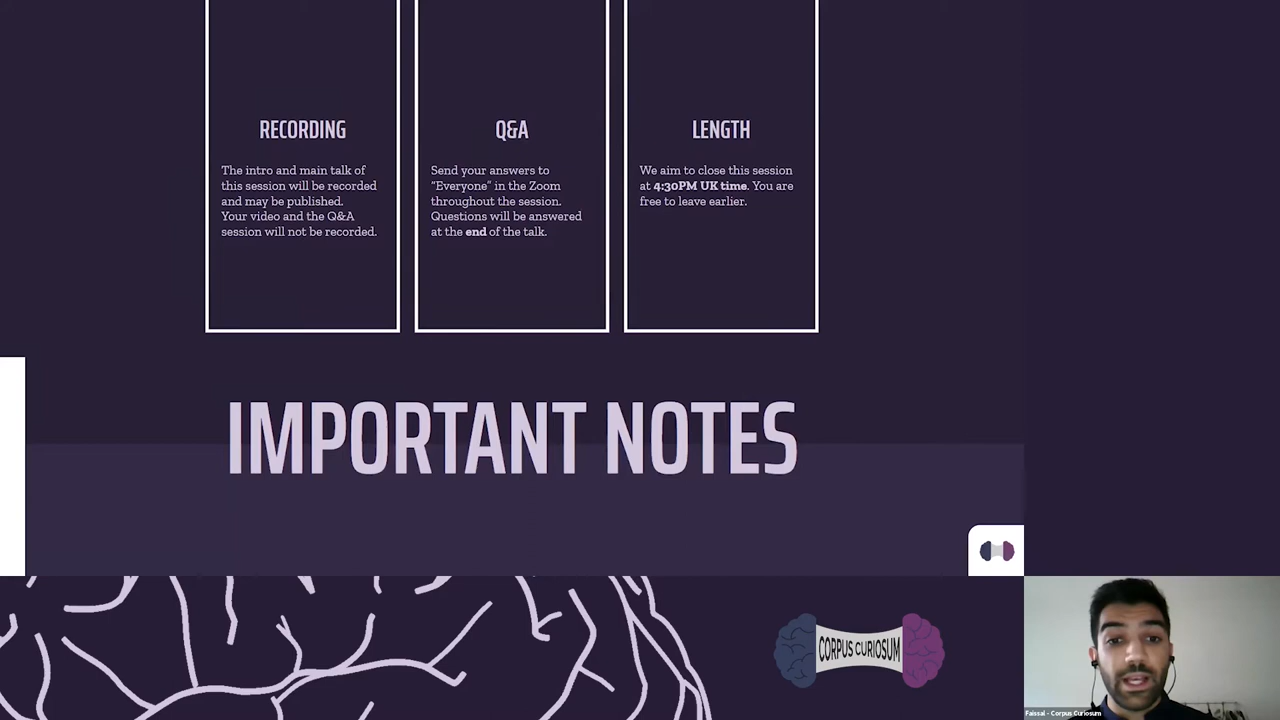 RECORDING
The intro and main talk of
this session will be recorded
and may be published.
Your video and the Q&A
session will not be recorded.
Q&A
Send your answers to
“Everyone” in the Zoom
throughout the session.
Questions will be answered
at the end of the talk.
LENGTH
We aim to close this session
at 4:30PM UK time. You are
free to leave earlier.
IMPORTANT NOTES
CORPUS CURIOSUM
Faissal - Corpus Curiosum